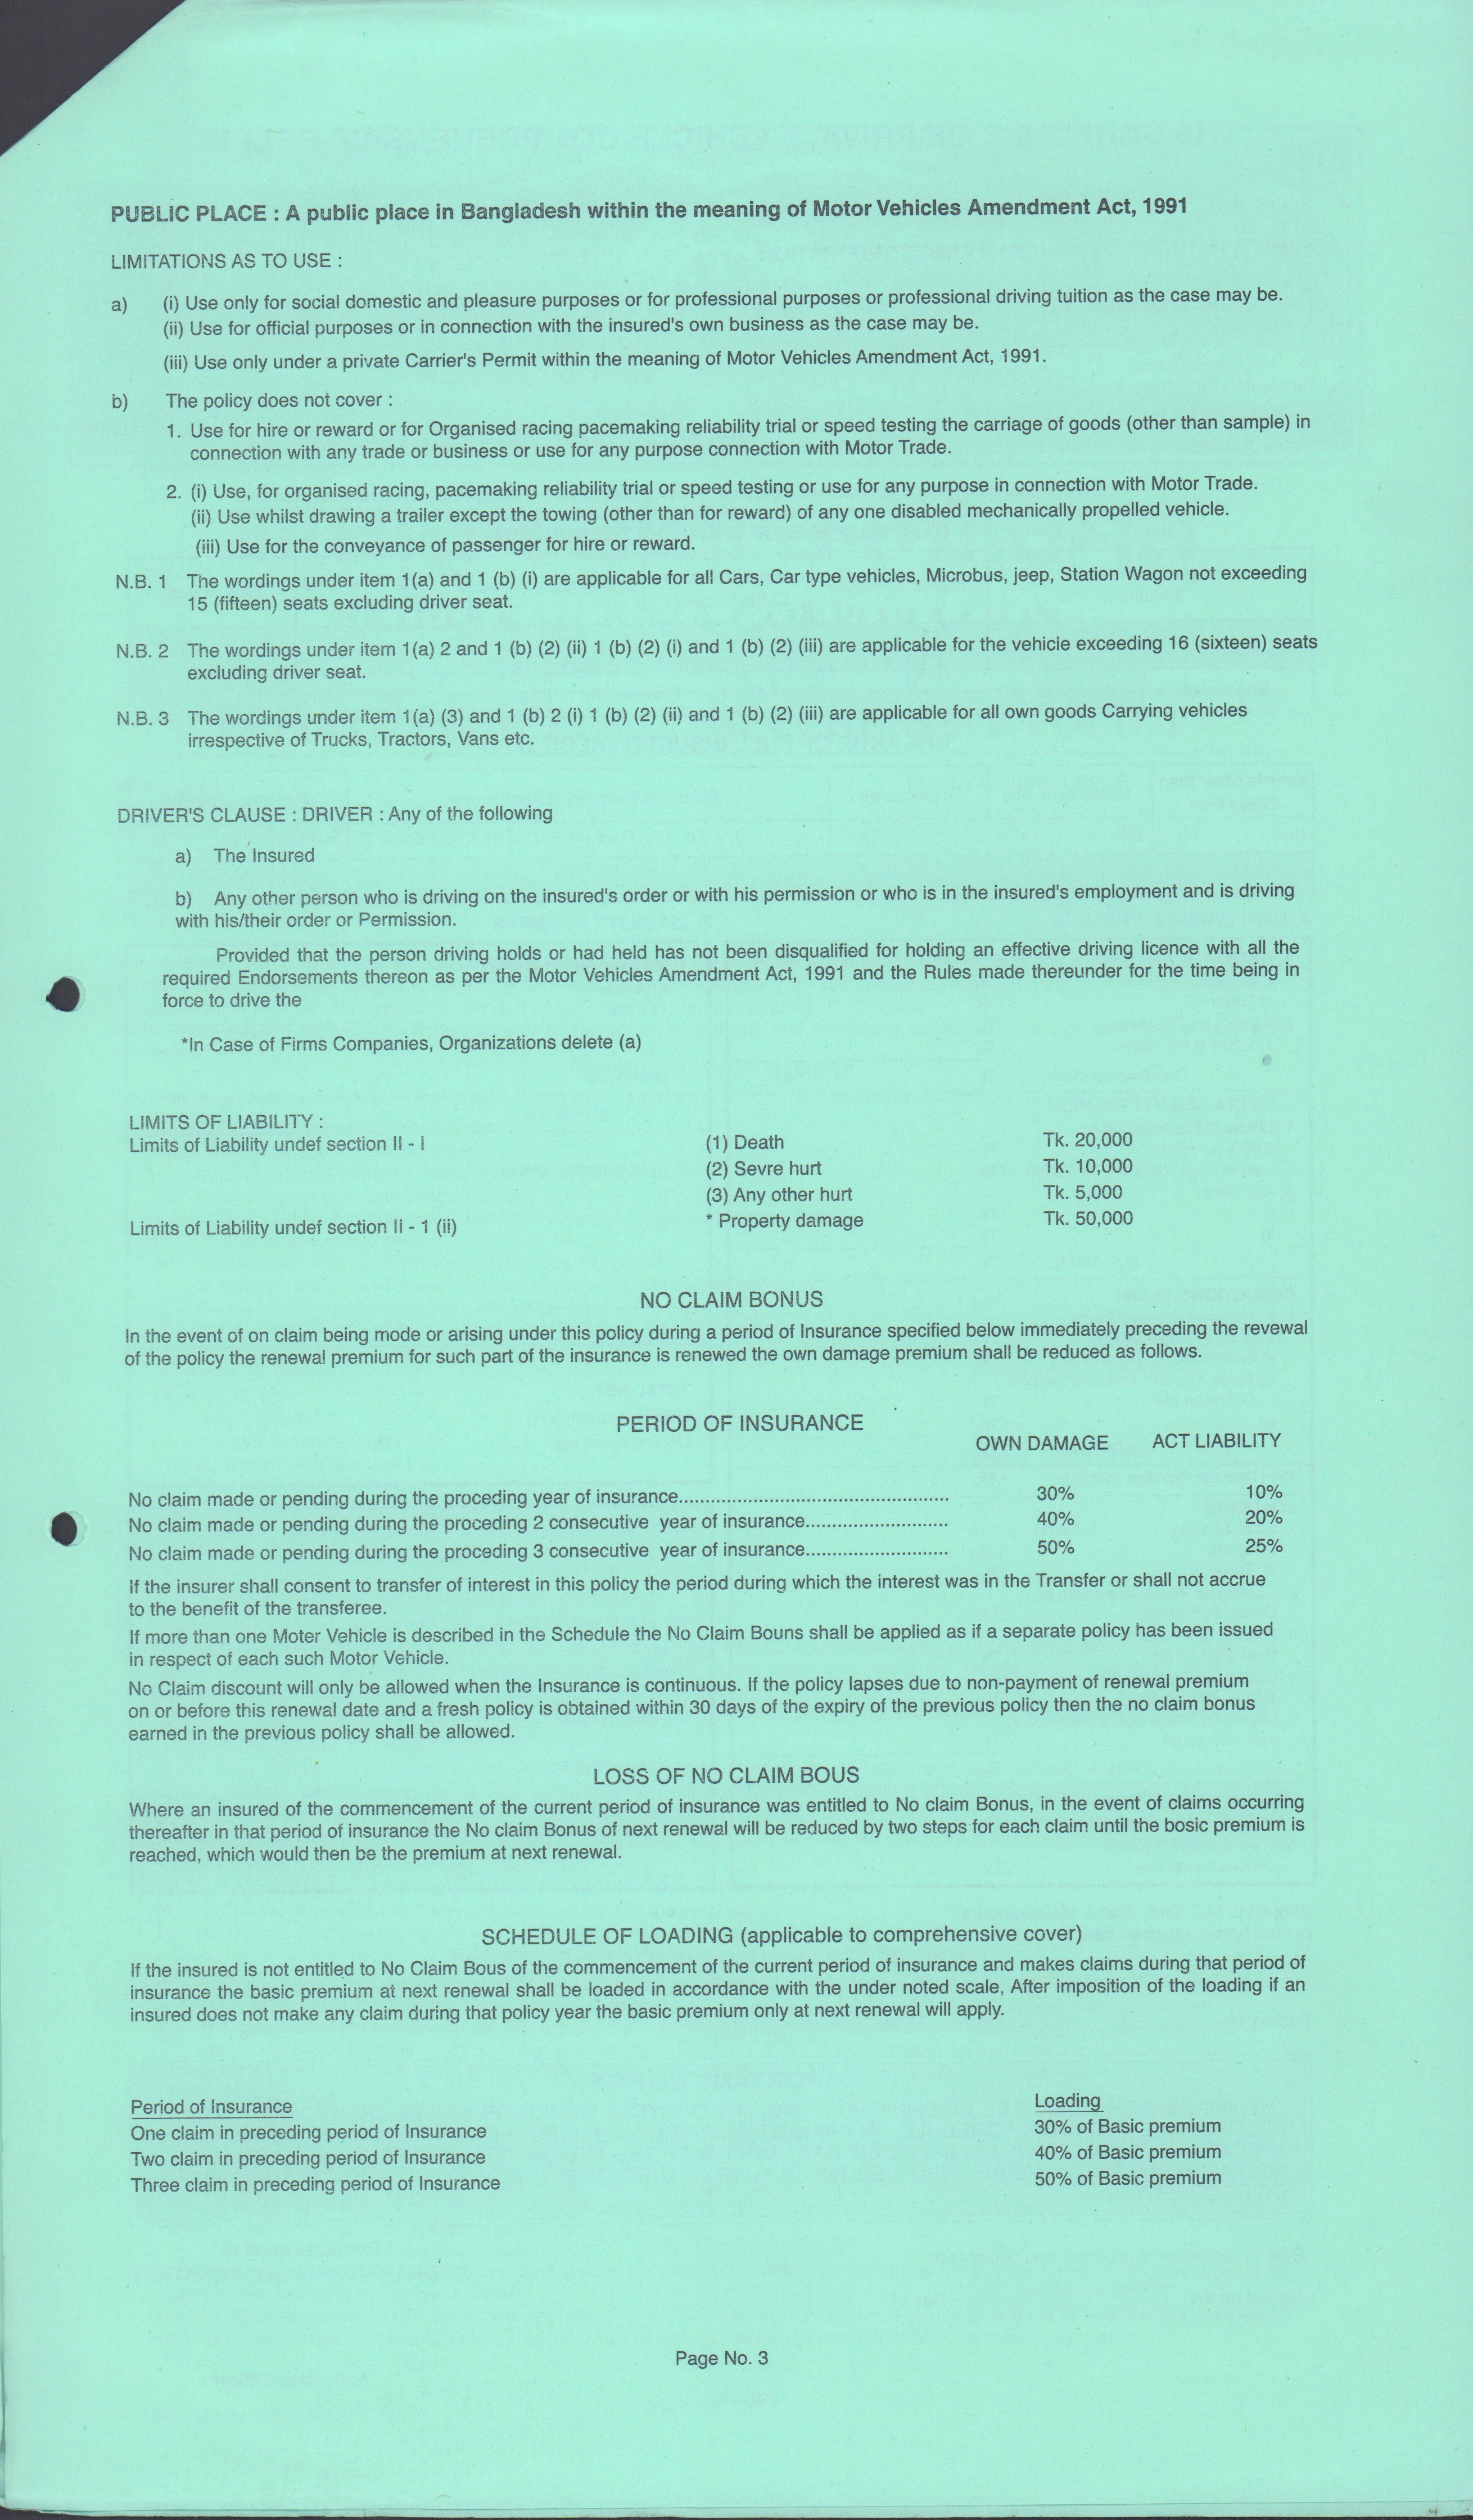 PUBLIC PLACE : A public place in Bangladesh within the meaning of Motor Vehicles Amendment Act, 1991
LIMITATIONS AS TO USE :
a) (i) Use only for social domestic and pleasure purposes or for professional purposes or professional driving tuition as the case may be.
(ii) Use for official purposes or in connection with the insured's own business as the case may be.
(iii) Use only under a private Carrier's Permit within the meaning of Motor Vehicles Amendment Act, 1991.
b) The policy does not cover :
1. Use for hire or reward or for Organised racing pacemaking reliability trial or speed testing the carriage of goods (other than sample) in
connection with any trade or business or use for any purpose connection with Motor Trade.
2. (i) Use, for organised racing, pacemaking reliability trial or speed testing or use for any purpose in connection with Motor Trade.
(ii) Use whilst drawing a trailer except the towing (other than for reward) of any one disabled mechanically propelled vehicle.
(iii) Use for the conveyance of passenger for hire or reward.
N.B. 1 The wordings under item 1(a) and 1 (b) (i) are applicable for all Cars, Car type vehicles, Microbus, jeep, Station Wagon not exceeding
15 (fifteen) seats excluding driver seat.
N.B. 2 The wordings under item 1(a) 2 and 1 (b) (2) (ii) 1 (b) (2) (i) and 1 (b) (2) (iii) are applicable for the vehicle exceeding 16 (sixteen) seats
excluding driver seat.
N.B. 3 The wordings under item 1(a) (3) and 1 (b) 2 (i) 1 (b) (2) (ii) and 1 (b) (2) (iii) are applicable for all own goods Carrying vehicles
irrespective of Trucks, Tractors, Vans etc.
DRIVER'S CLAUSE : DRIVER : Any of the following
a) The Insured
b) Any other person who is driving on the insured's order or with his permission or who is in the insured's employment and is driving
with his/their order or Permission.
Provided that the person driving holds or had held has not been disqualified for holding an effective driving licence with all the
required Endorsements thereon as per the Motor Vehicles Amendment Act, 1991 and the Rules made thereunder for the time being in
force to drive the
*In Case of Firms Companies, Organizations delete (a)
LIMITS OF LIABILITY :
Limits of Liability undef section II - I (1) Death Tk. 20,000
(2) Sevre hurt Tk. 10,000
(3) Any other hurt Tk. 5,000
Limits of Liability undef section Ii - 1 (ii) * Property damage Tk. 50,000
NO CLAIM BONUS
In the event of on claim being mode or arising under this policy during a period of Insurance specified below immediately preceding the revewal
of the policy the renewal premium for such part of the insurance is renewed the own damage premium shall be reduced as follows.
PERIOD OF INSURANCE
OWN DAMAGE ACT LIABILITY
No claim made or pending during the proceding year of insurance.................................................. 30% 10%
No claim made or pending during the proceding 2 consecutive year of insurance........................... 40% 20%
No claim made or pending during the proceding 3 consecutive year of insurance........................... 50% 25%
If the insurer shall consent to transfer of interest in this policy the period during which the interest was in the Transfer or shall not accrue
to the benefit of the transferee.
If more than one Moter Vehicle is described in the Schedule the No Claim Bouns shall be applied as if a separate policy has been issued
in respect of each such Motor Vehicle.
No Claim discount will only be allowed when the Insurance is continuous. If the policy lapses due to non-payment of renewal premium
on or before this renewal date and a fresh policy is obtained within 30 days of the expiry of the previous policy then the no claim bonus
earned in the previous policy shall be allowed.
LOSS OF NO CLAIM BOUS
Where an insured of the commencement of the current period of insurance was entitled to No claim Bonus, in the event of claims occurring
thereafter in that period of insurance the No claim Bonus of next renewal will be reduced by two steps for each claim until the bosic premium is
reached, which would then be the premium at next renewal.
SCHEDULE OF LOADING (applicable to comprehensive cover)
If the insured is not entitled to No Claim Bous of the commencement of the current period of insurance and makes claims during that period of
insurance the basic premium at next renewal shall be loaded in accordance with the under noted scale, After imposition of the loading if an
insured does not make any claim during that policy year the basic premium only at next renewal will apply.
Period of Insurance Loading
One claim in preceding period of Insurance 30% of Basic premium
Two claim in preceding period of Insurance 40% of Basic premium
Three claim in preceding period of Insurance 50% of Basic premium
Page No. 3